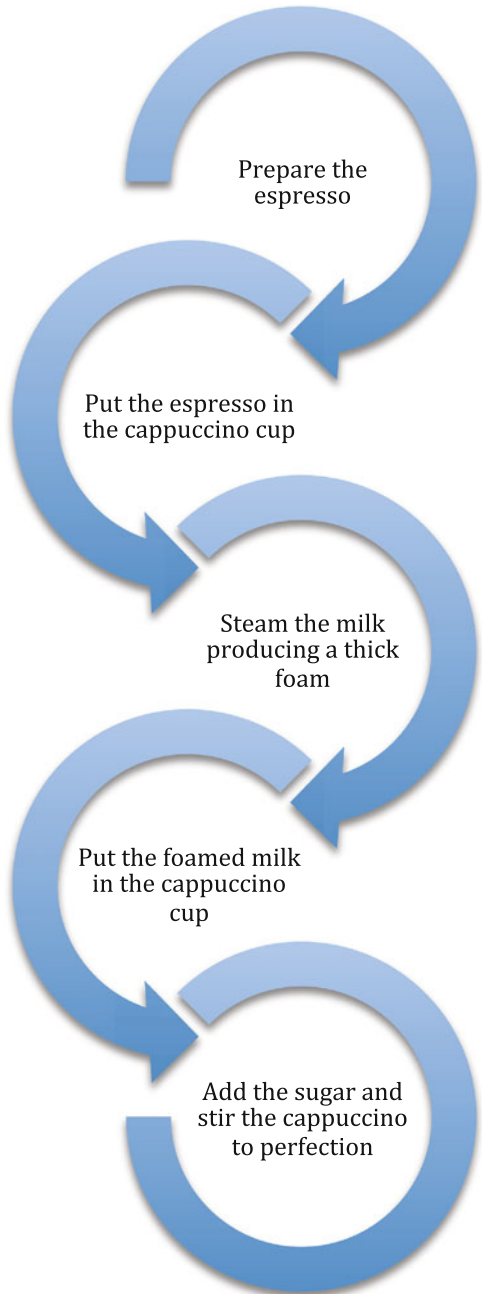 Prepare the
espresso
Put the espresso in
the cappuccino cup
Steam the milk
producing a thick
foam
Put the foamed milk
in the cappuccino
cup
Add the sugar and
stir the cappuccino
to perfection